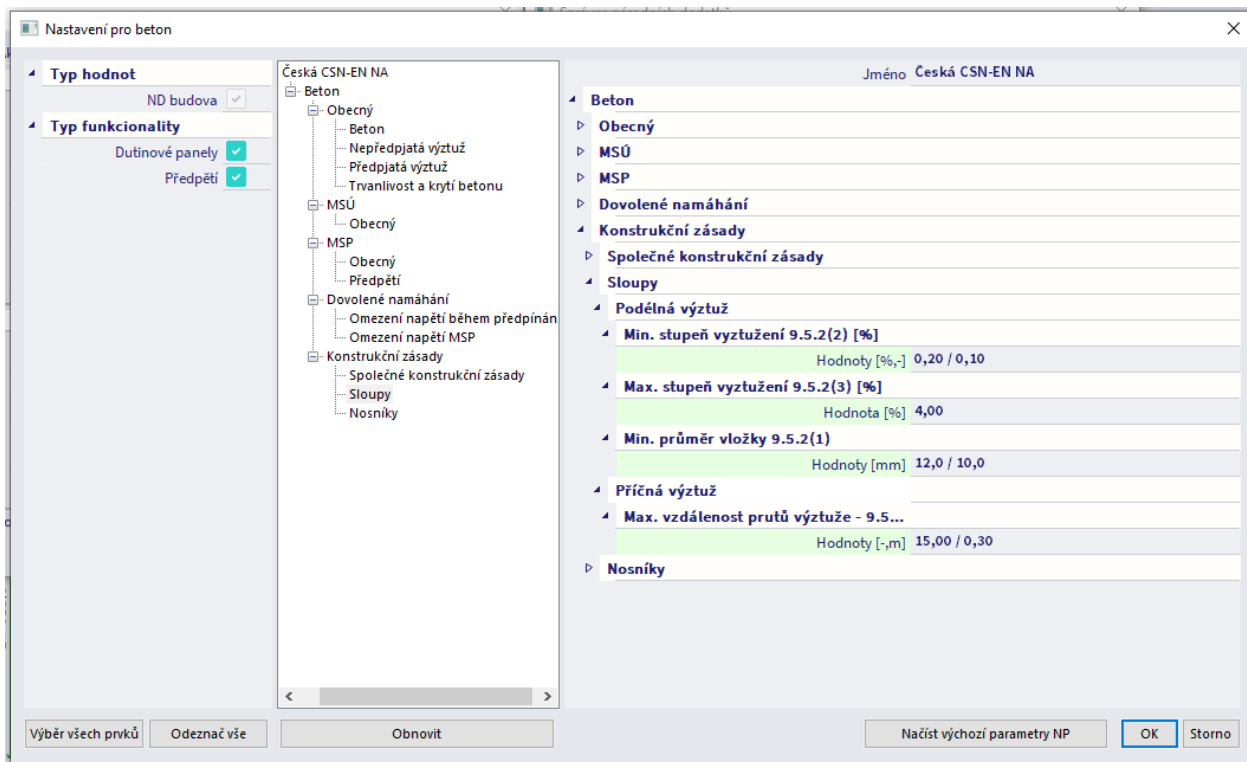 Nastavení pro beton
Typ hodnot
ND budova
Typ funkcionality
Dutinové panely
Předpětí
Česká CSN-EN NA
Beton
Obecný
Beton
Nepředpjatá výztuž
Předpjatá výztuž
Trvanlivost a krytí betonu
MSÚ
Obecný
MSP
Obecný
Předpětí
Dovolené namáhání
Omezení napětí během předpínán
Omezení napětí MSP
Konstrukční zásady
Společné konstrukční zásady
Sloupy
Nosníky
Jméno Česká CSN-EN NA
Beton
Obecný
MSÚ
MSP
Dovolené namáhání
Konstrukční zásady
Společné konstrukční zásady
Sloupy
Podélná výztuž
Min. stupeň vyztužení 9.5.2(2) [%]
Hodnoty [%,-] 0,20 / 0,10
Max. stupeň vyztužení 9.5.2(3) [%]
Hodnota [%] 4,00
Min. průměr vložky 9.5.2(1)
Hodnoty [mm] 12,0 / 10,0
Příčná výztuž
Max. vzdálenost prutů výztuže - 9.5...
Hodnoty [-,m] 15,00 / 0,30
Nosníky
Výběr všech prvků
Odeznač vše
Obnovit
Načíst výchozí parametry NP
OK
Storno